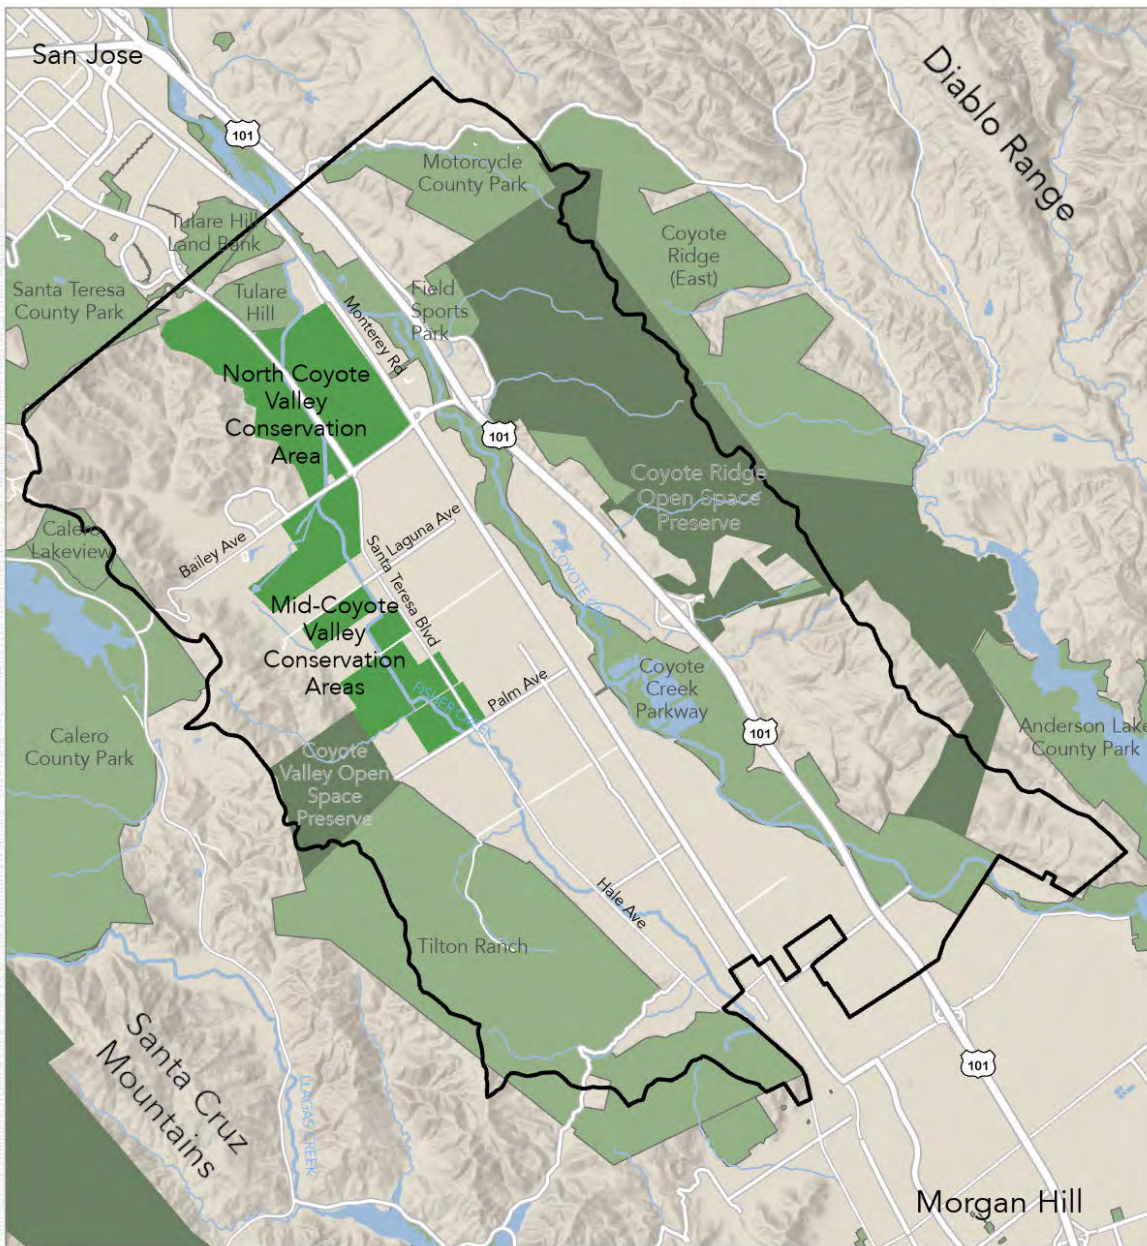 San Jose
Diablo Range
101
Motorcycle
County Park
Tulare Hill
Land Bank
Coyote
Ridge
(East)
Santa Teresa
County Park
Tulare
Hill
Field
Sports
Park
Monterey Rd
North Coyote
Valley
Conservation
Area
101
Coyote Ridge
Open Space
Preserve
Calero
Lakeview
Bailey Ave
Laguna Ave
Santa Teresa Blvd
COYOTE CREEK
Mid-Coyote
Valley
Conservation
Areas
Coyote
Creek
Parkway
Palm Ave
FISHER CREEK
Calero
County Park
Coyote
Valley Open
Space
Preserve
101
Anderson Lake
County Park
Hale Ave
Tilton Ranch
Santa Cruz
Mountains
LLAGAS CREEK
101
Morgan Hill